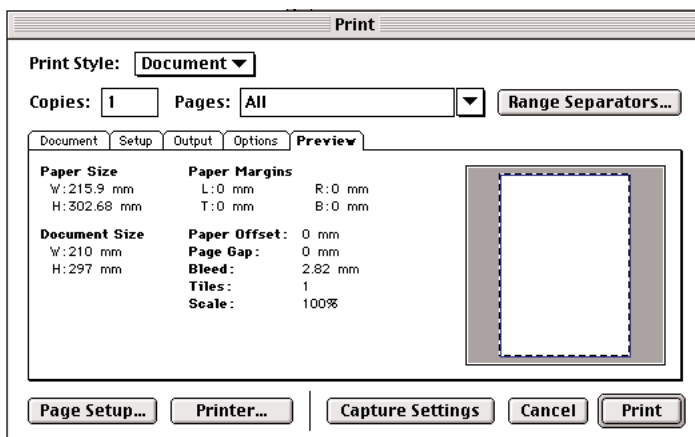 Print
Print Style: Document
Copies: 1 Pages: All Range Separators...
Document Setup Output Options Preview
Paper Size Paper Margins
W:215.9 mm L:0 mm R:0 mm
H:302.68 mm T:0 mm B:0 mm
Document Size Paper Offset: 0 mm
W:210 mm Page Gap: 0 mm
H:297 mm Bleed: 2.82 mm
Tiles: 1
Scale: 100%
Page Setup... Printer... Capture Settings Cancel Print